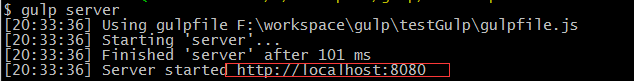 $ gulp server
[20:33:36] Using gulpfile F:\workspace\gulp\testGulp\gulpfile.js
[20:33:36] Starting 'server'...
[20:33:36] Finished 'server' after 101 ms
[20:33:36] Server started http://localhost:8080